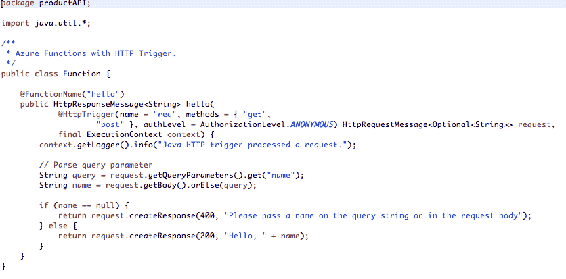 package productAPI;
import java.util.*;
/**
 * Azure Functions with HTTP Trigger.
 */
public class Function {
@FunctionName("hello")
public HttpResponseMessage<String> hello(
@HttpTrigger(name = "req", methods = { "get",
"post" }, authLevel = AuthorizationLevel.ANONYMOUS) HttpRequestMessage<Optional<String>> request,
final ExecutionContext context) {
context.getLogger().info("Java HTTP trigger processed a request.");
// Parse query parameter
String query = request.getQueryParameters().get("name");
String name = request.getBody().orElse(query);
if (name == null) {
return request.createResponse(400, "Please pass a name on the query string or in the request body");
} else {
return request.createResponse(200, "Hello, " + name);
}
}
}